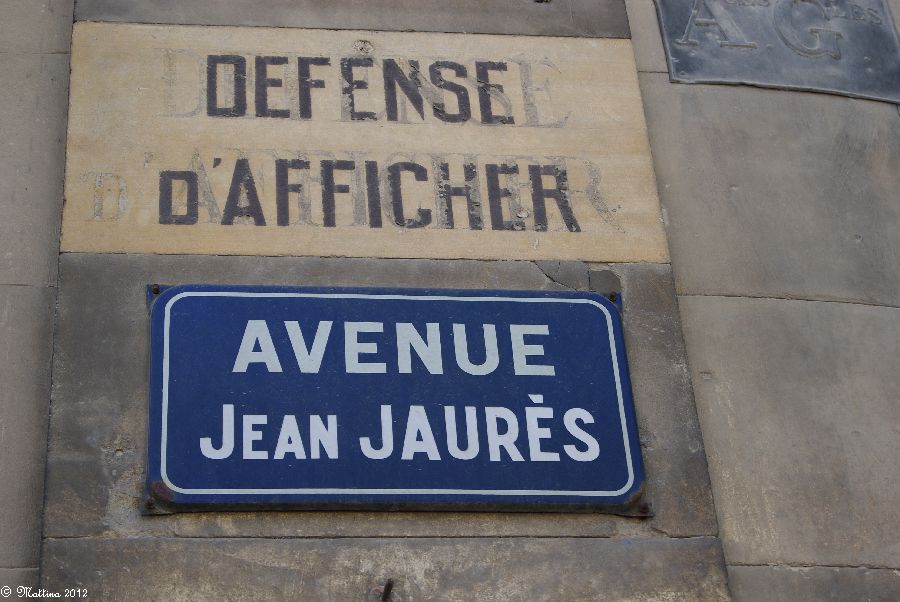 DEFENSE
D'AFFICHER
AVENUE
JEAN JAURÈS
© Mattina 2012